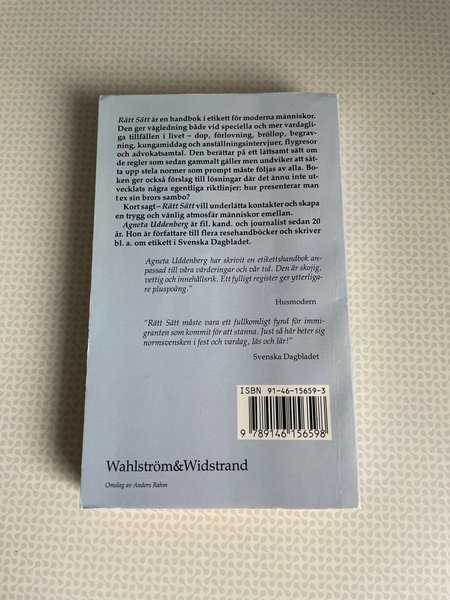 Rätt Sätt är en handbok i etikett för moderna människor.
Den ger vägledning både vid speciella och mer vardagli-
ga tillfällen i livet – dop, förlovning, bröllop, begrav-
ning, kungamiddag och anställningsintervjuer, flygresor
och advokatsamtal. Den berättar på ett lättsamt sätt om
de regler som sedan gammalt gäller men undviker att sät-
ta upp stela normer som prompt måste följas av alla. Bo-
ken ger också förslag till lösningar där det ännu inte ut-
vecklats några egentliga riktlinjer: hur presenterar man
t ex sin brors sambo?
Kort sagt – Rätt Sätt vill underlätta kontakter och skapa
en trygg och vänlig atmosfär människor emellan.
Agneta Uddenberg är fil. kand. och journalist sedan 20
år. Hon är författare till flera resehandböcker och skriver
bl. a. om etikett i Svenska Dagbladet.
Agneta Uddenberg har skrivit en etikettshandbok an-
passad till våra värderingar och vår tid. Den är skojig,
vettig och innehållsrik. Ett fylligt register ger ytterliga-
re pluspoäng."
Husmodern
"Rätt Sätt måste vara ett fullkomligt fynd för immi-
granten som kommit för att stanna. Just så här beter sig
normsvensken i fest och vardag, läs och lär!"
Svenska Dagbladet
ISBN 91-46-15659-3
9 789146 156598
Wahlström&Widstrand
Omslag av Anders Rahm